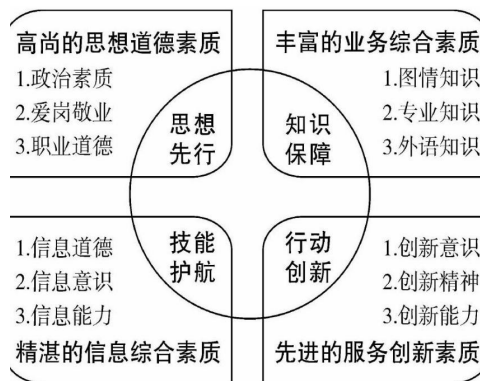 高尚的思想道德素质
1.政治素质
2.爱岗敬业
3.职业道德
思想
先行
丰富的业务综合素质
1.图情知识
2.专业知识
3.外语知识
知识
保障
技能
护航
1.信息道德
2.信息意识
3.信息能力
精湛的信息综合素质
行动
创新
1.创新意识
2.创新精神
3.创新能力
先进的服务创新素质